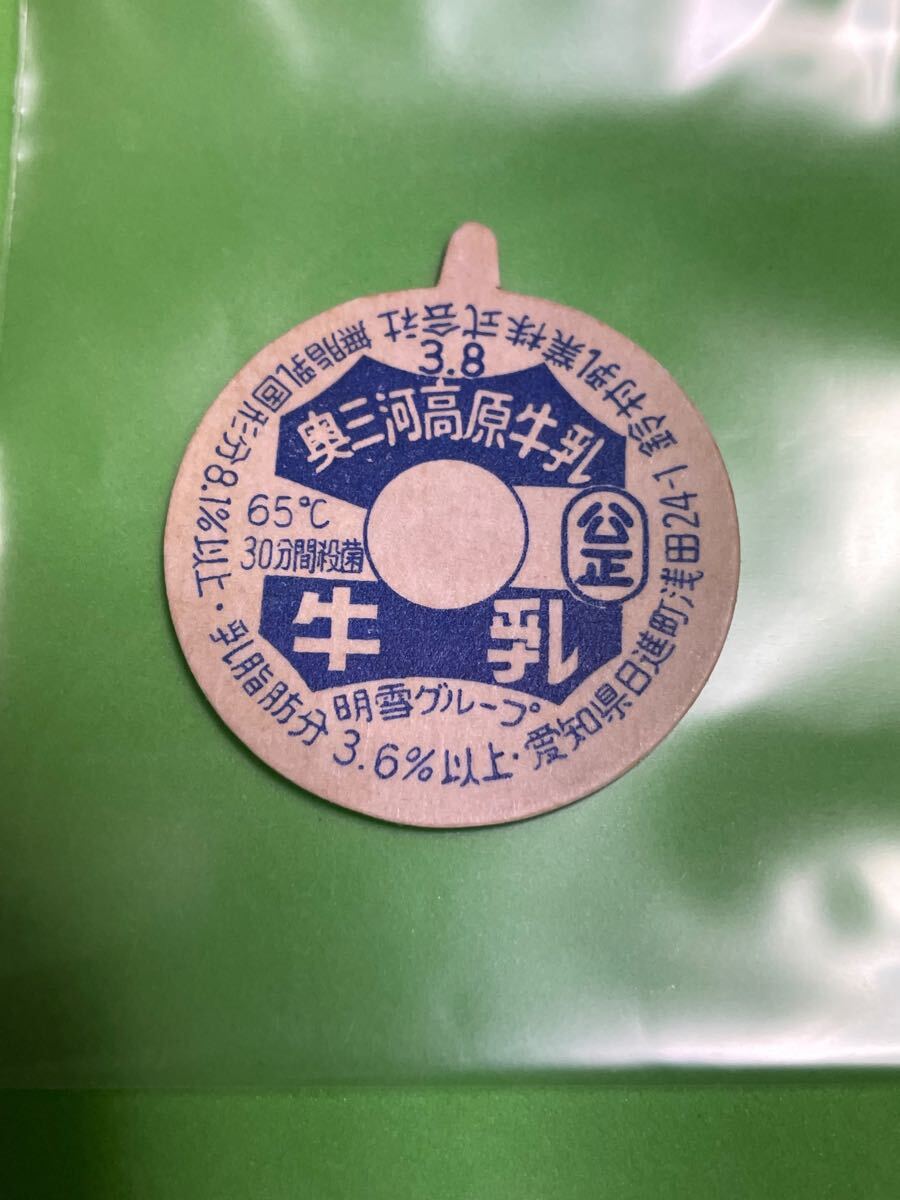 3.8
奥三河高原牛乳
65℃
30分間殺菌
公正
牛乳
明雪グループ
無脂乳固形分8.1%以上・乳脂肪分3.6%以上・愛知県日進町浅田24-1 鈴村乳業株式会社